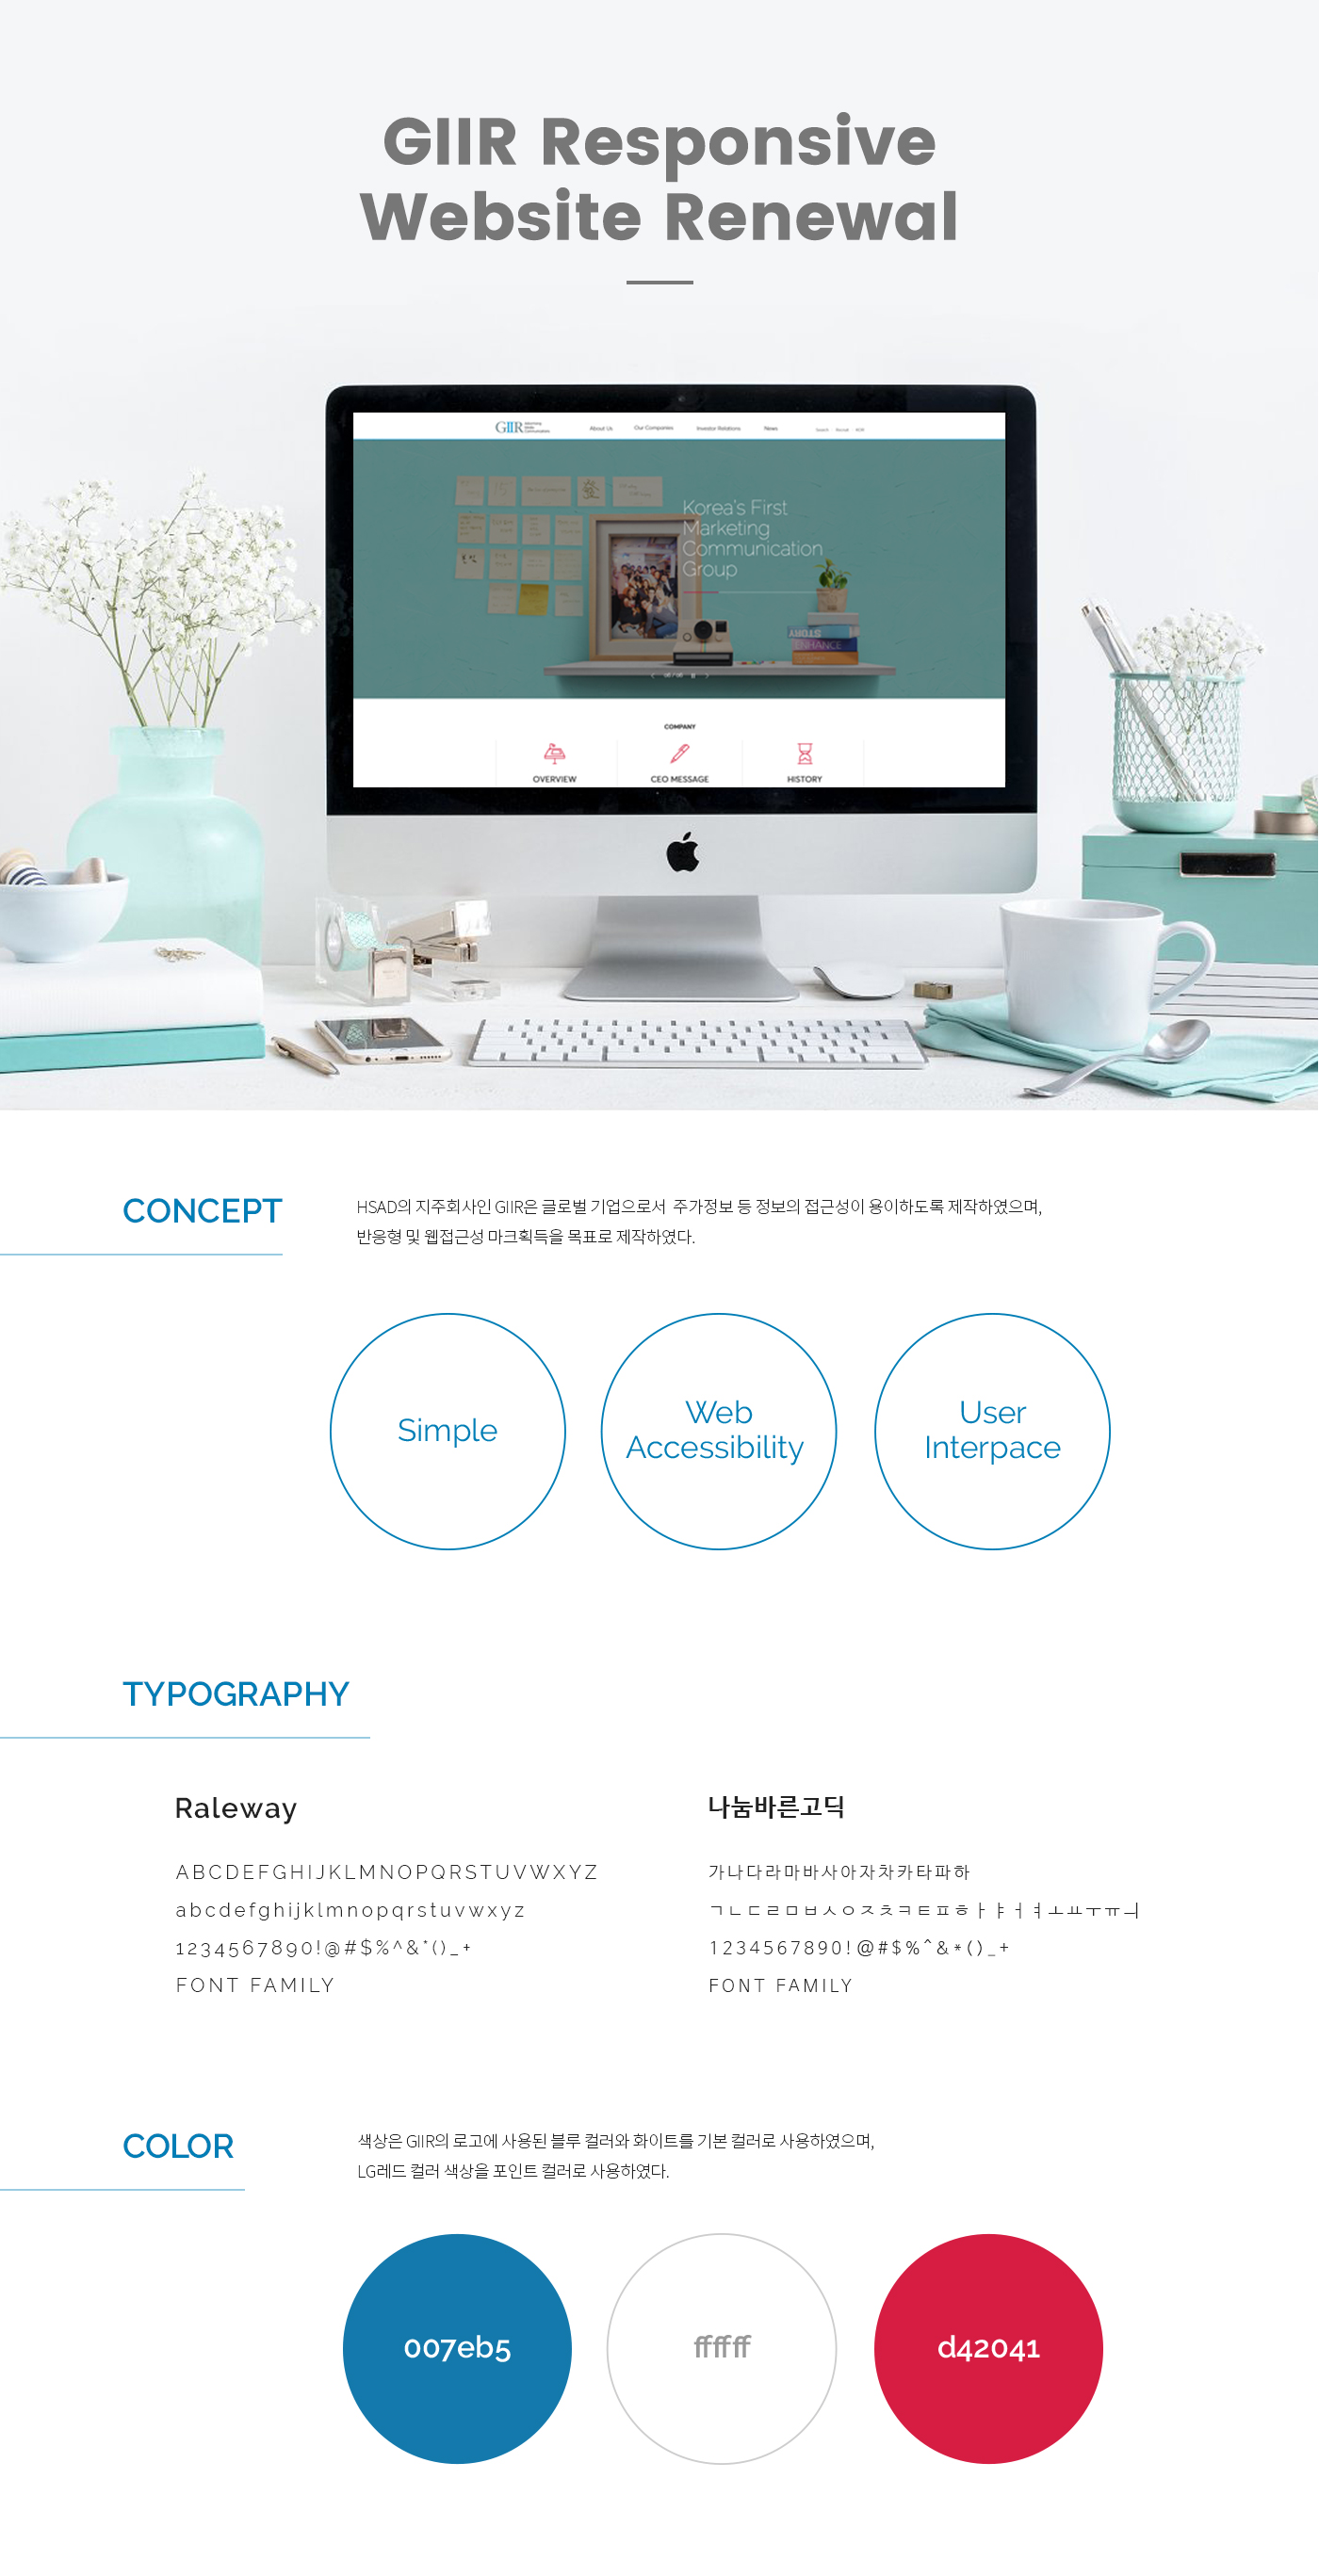 GIIR Responsive
Website Renewal
GIIR
About Us Our Companies Investor Relations News
Korea's First
Marketing
Communication
Group
STORY
ENHANCE
COMPANY
OVERVIEW CEO MESSAGE HISTORY
CONCEPT
HSAD의 지주회사인 GIIR은 글로벌 기업으로서 주가정보 등 정보의 접근성이 용이하도록 제작하였으며,
반응형 및 웹접근성 마크획득을 목표로 제작하였다.
Simple
Web
Accessibility
User
Interpace
TYPOGRAPHY
Raleway
ABCDEFGHIJKLMNOPQRSTUVWXYZ
abcdefghijklmnopqrstuvwxyz
1234567890!@#$%^&*()_+
FONT FAMILY
나눔바른고딕
가나다라마바사아자차카타파하
ㄱㄴㄷㄹㅁㅂㅅㅇㅈㅊㅋㅌㅍㅎㅏㅑㅓㅕㅗㅛㅜㅠㅢ
1234567890!@#$%^&*()_+
FONT FAMILY
COLOR
색상은 GIIR의 로고에 사용된 블루 컬러와 화이트를 기본 컬러로 사용하였으며,
LG레드 컬러 색상을 포인트 컬러로 사용하였다.
007eb5
ffffff
d42041